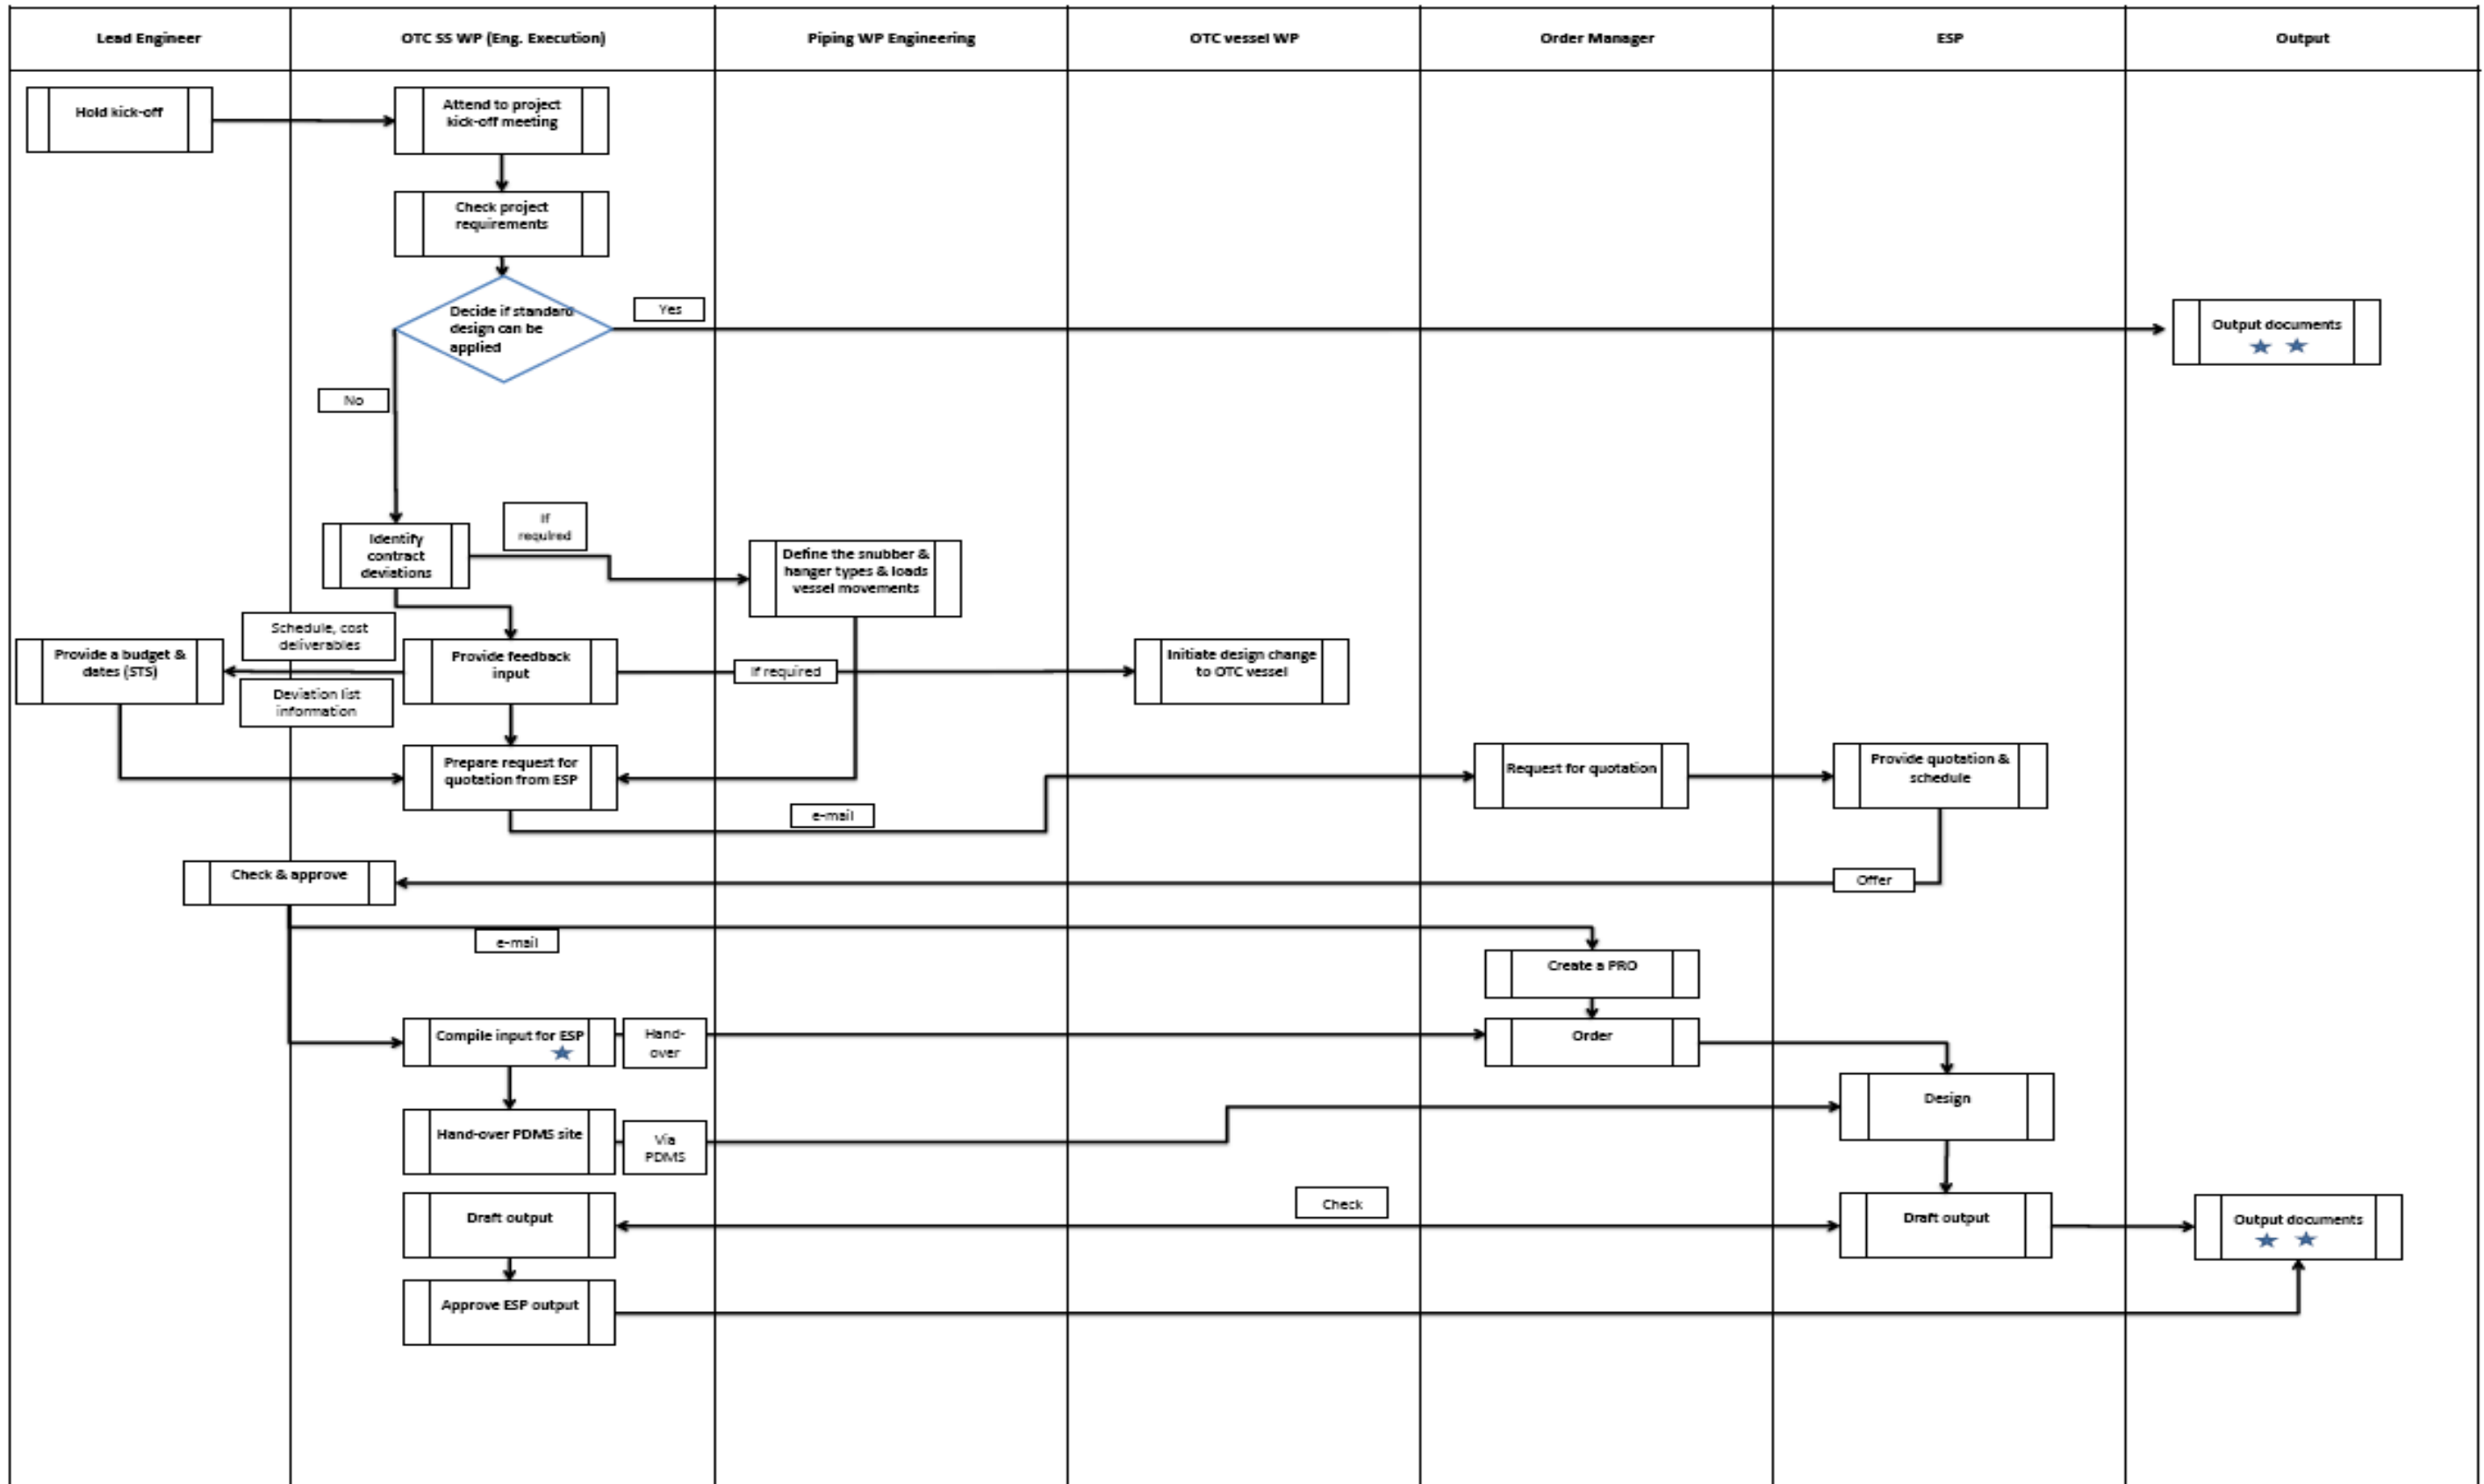 Lead Engineer
OTC SS WP (Eng. Execution)
Piping WP Engineering
OTC vessel WP
Order Manager
ESP
Output
Hold kick-off
Attend to project
kick-off meeting
Check project
requirements
Decide if standard
design can be
applied
Yes
Output documents
No
Identify
contract
deviations
If
required
Define the snubber &
hanger types & loads
vessel movements
Schedule, cost
deliverables
Provide a budget &
dates (STS)
Deviation list
information
Provide feedback
input
If required
Initiate design change
to OTC vessel
Prepare request for
quotation from ESP
e-mail
Request for quotation
Provide quotation &
schedule
Check & approve
Offer
e-mail
Create a PRO
Compile input for ESP
Hand-
over
Order
Hand-over PDMS site
Via
PDMS
Design
Draft output
Check
Draft output
Output documents
Approve ESP output